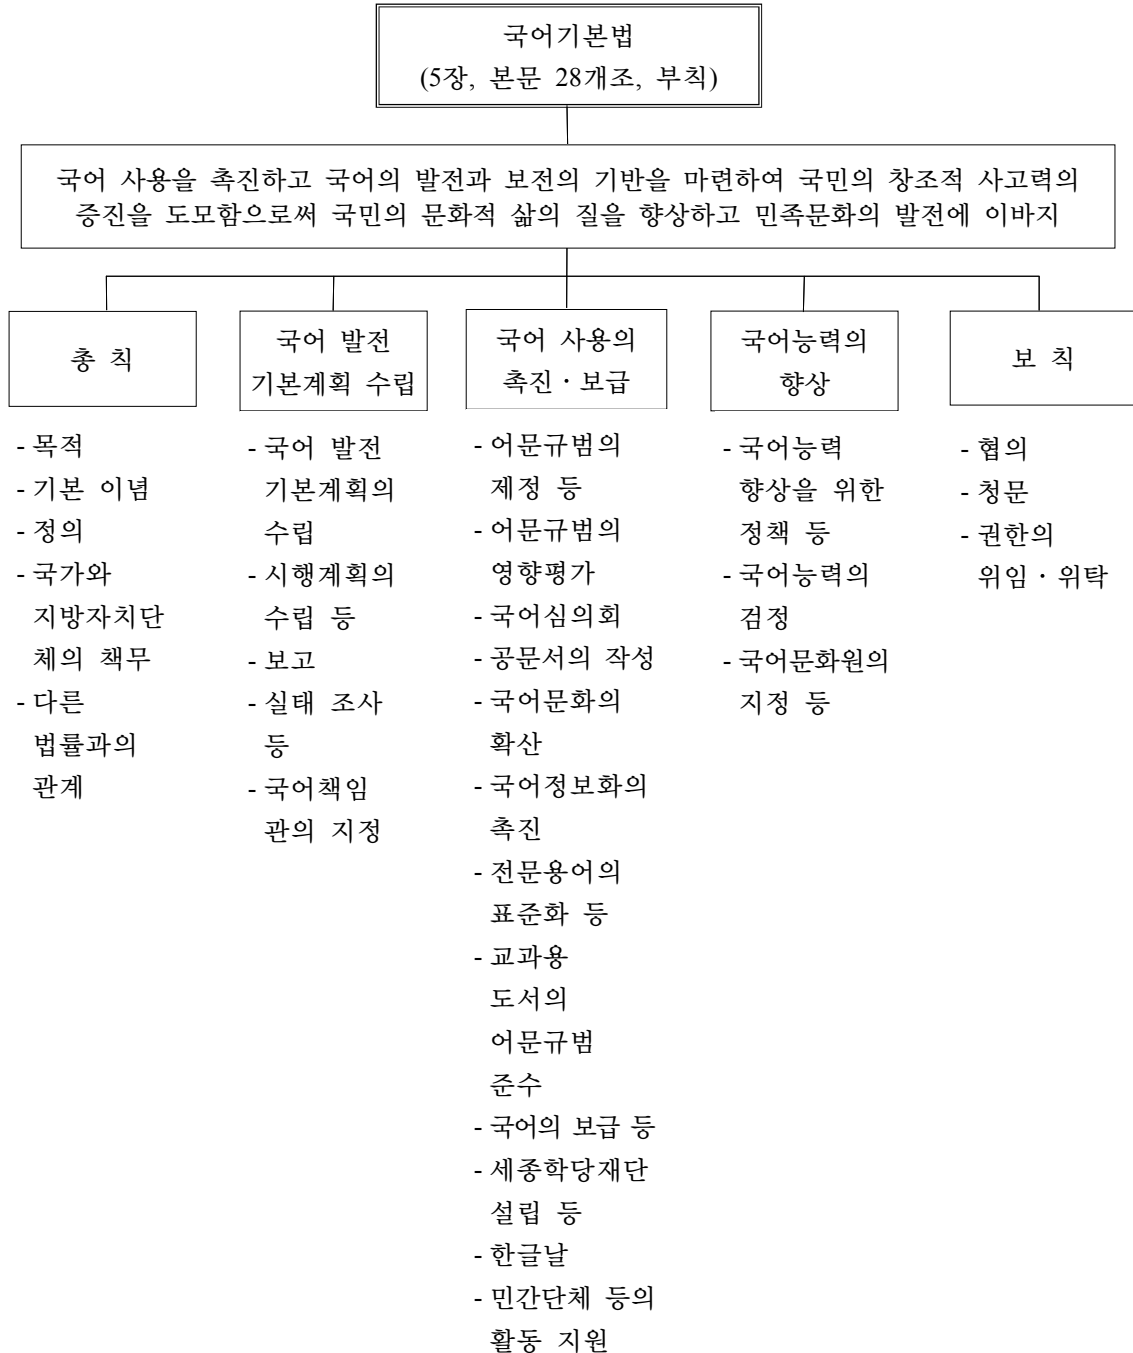 국어기본법
(5장, 본문 28개조, 부칙)
국어 사용을 촉진하고 국어의 발전과 보전의 기반을 마련하여 국민의 창조적 사고력의
증진을 도모함으로써 국민의 문화적 삶의 질을 향상하고 민족문화의 발전에 이바지
총 칙
- 목적
- 기본 이념
- 정의
- 국가와
지방자치단
체의 책무
- 다른
법률과의
관계
국어 발전
기본계획 수립
- 국어 발전
기본계획의
수립
- 시행계획의
수립 등
- 보고
- 실태 조사
등
- 국어책임
관의 지정
국어 사용의
촉진 · 보급
- 어문규범의
제정 등
- 어문규범의
영향평가
- 국어심의회
- 공문서의 작성
- 국어문화의
확산
- 국어정보화의
촉진
- 전문용어의
표준화 등
- 교과용
도서의
어문규범
준수
- 국어의 보급 등
- 세종학당재단
설립 등
- 한글날
- 민간단체 등의
활동 지원
국어능력의
향상
- 국어능력
향상을 위한
정책 등
- 국어능력의
검정
- 국어문화원의
지정 등
보 칙
- 협의
- 청문
- 권한의
위임 · 위탁